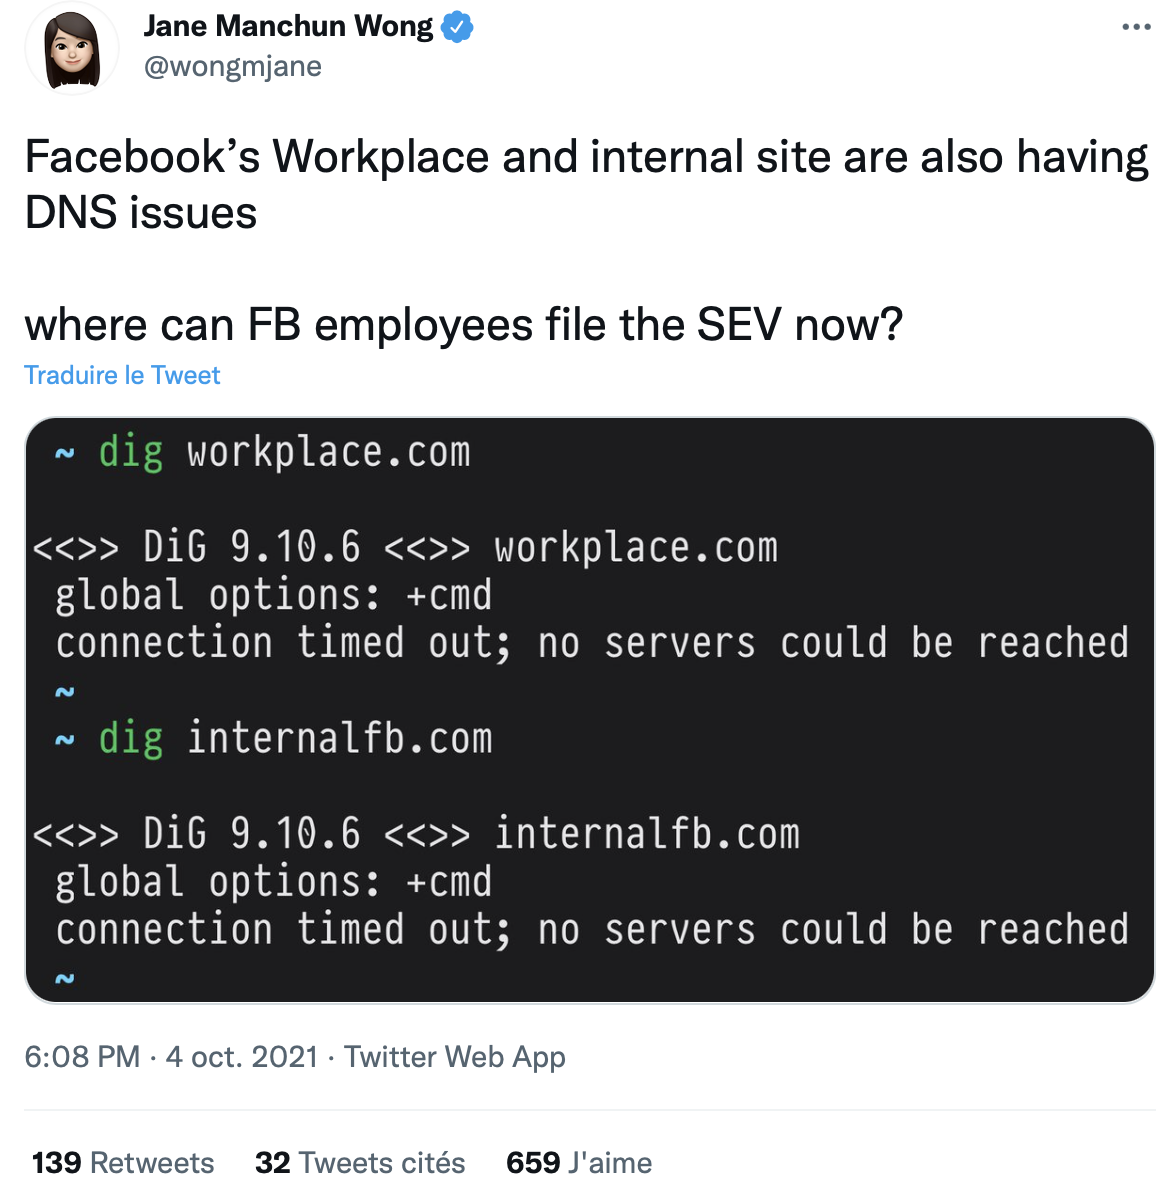 Jane Manchun Wong
@wongmjane
Facebook’s Workplace and internal site are also having
DNS issues
where can FB employees file the SEV now?
Traduire le Tweet
~ dig workplace.com
<<>> DiG 9.10.6 <<>> workplace.com
global options: +cmd
connection timed out; no servers could be reached
~
~ dig internalfb.com
<<>> DiG 9.10.6 <<>> internalfb.com
global options: +cmd
connection timed out; no servers could be reached
~
6:08 PM · 4 oct. 2021 · Twitter Web App
139 Retweets 32 Tweets cités 659 J'aime